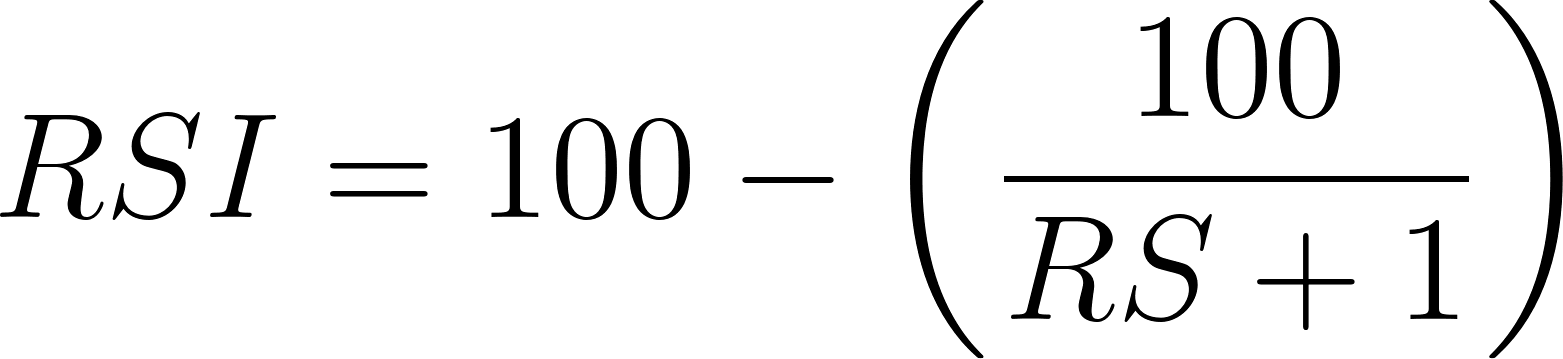 RSI = 100 − (100 / (RS + 1))